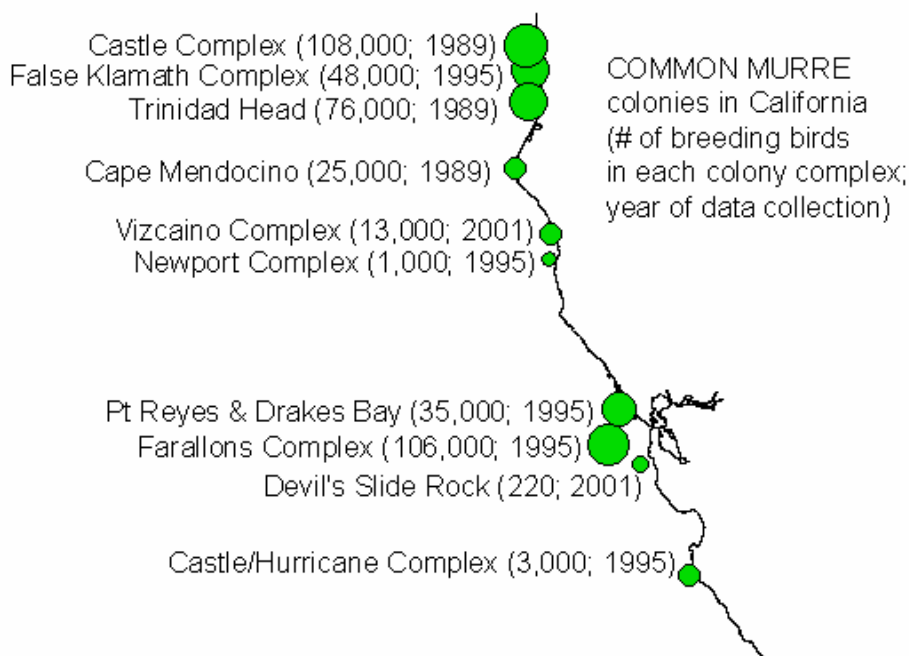 Castle Complex (108,000; 1989)
False Klamath Complex (48,000; 1995)
Trinidad Head (76,000; 1989)
COMMON MURRE
colonies in California
(# of breeding birds
in each colony complex;
year of data collection)
Cape Mendocino (25,000; 1989)
Vizcaino Complex (13,000; 2001)
Newport Complex (1,000; 1995)
Pt Reyes & Drakes Bay (35,000; 1995)
Farallons Complex (106,000; 1995)
Devil's Slide Rock (220; 2001)
Castle/Hurricane Complex (3,000; 1995)